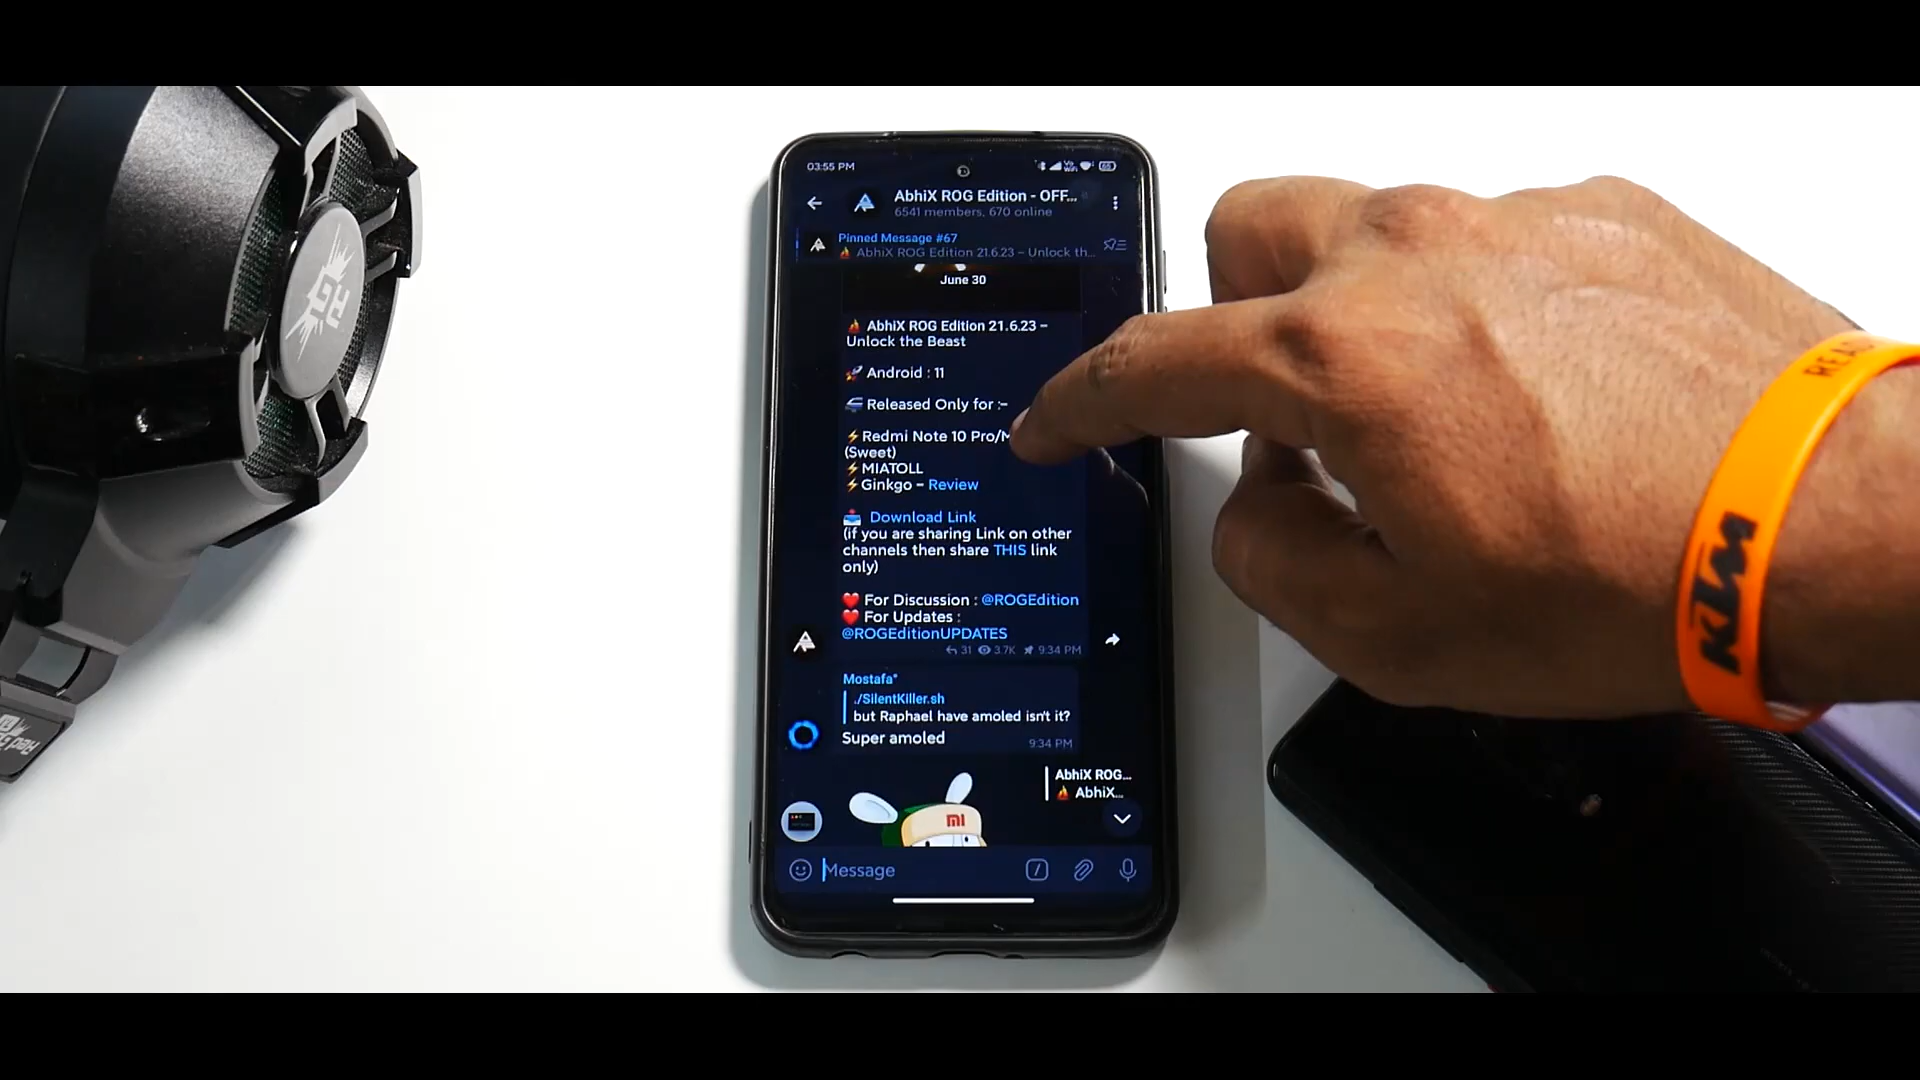 03:55 PM
AbhiX ROG Edition - OFF...
6541 members, 670 online
Pinned Message #67
🔥 AbhiX ROG Edition 21.6.23 – Unlock th...
June 30
🔥 AbhiX ROG Edition 21.6.23 –
Unlock the Beast
🚀 Android : 11
🚄 Released Only for :-
⚡Redmi Note 10 Pro/M
(Sweet)
⚡MIATOLL
⚡Ginkgo – Review
📥 Download Link
(if you are sharing Link on other
channels then share THIS link
only)
❤️ For Discussion : @ROGEdition
❤️ For Updates :
@ROGEditionUPDATES
31 3.7K 9:34 PM
Mostafa*
./SilentKiller.sh
but Raphael have amoled isn't it?
Super amoled
9:34 PM
AbhiX ROG...
🔥 AbhiX...
MI
Message
KTM